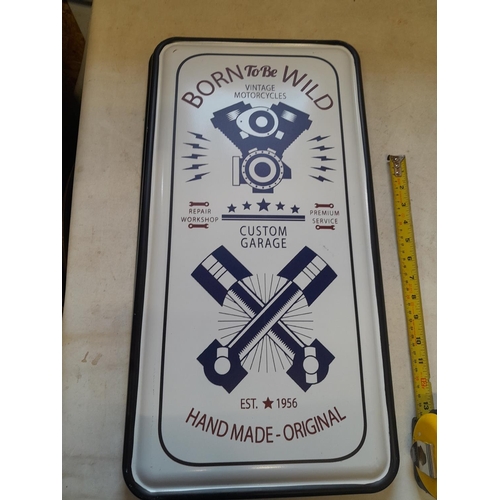 BORN To Be WILD
VINTAGE
MOTORCYCLES
REPAIR
WORKSHOP
PREMIUM
SERVICE
CUSTOM
GARAGE
EST. ★ 1956
HAND MADE - ORIGINAL